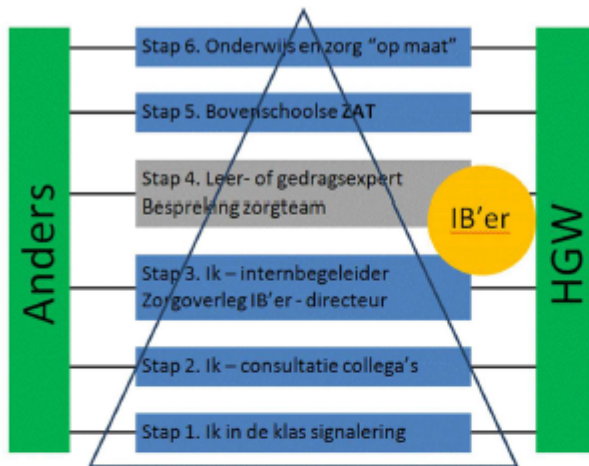 Anders
Stap 6. Onderwijs en zorg “op maat”
Stap 5. Bovenschoolse ZAT
Stap 4. Leer- of gedragsexpert
Bespreking zorgteam
Stap 3. Ik – internbegeleider
Zorgoverleg IB’er - directeur
Stap 2. Ik – consultatie collega’s
Stap 1. Ik in de klas signalering
IB’er
HGW